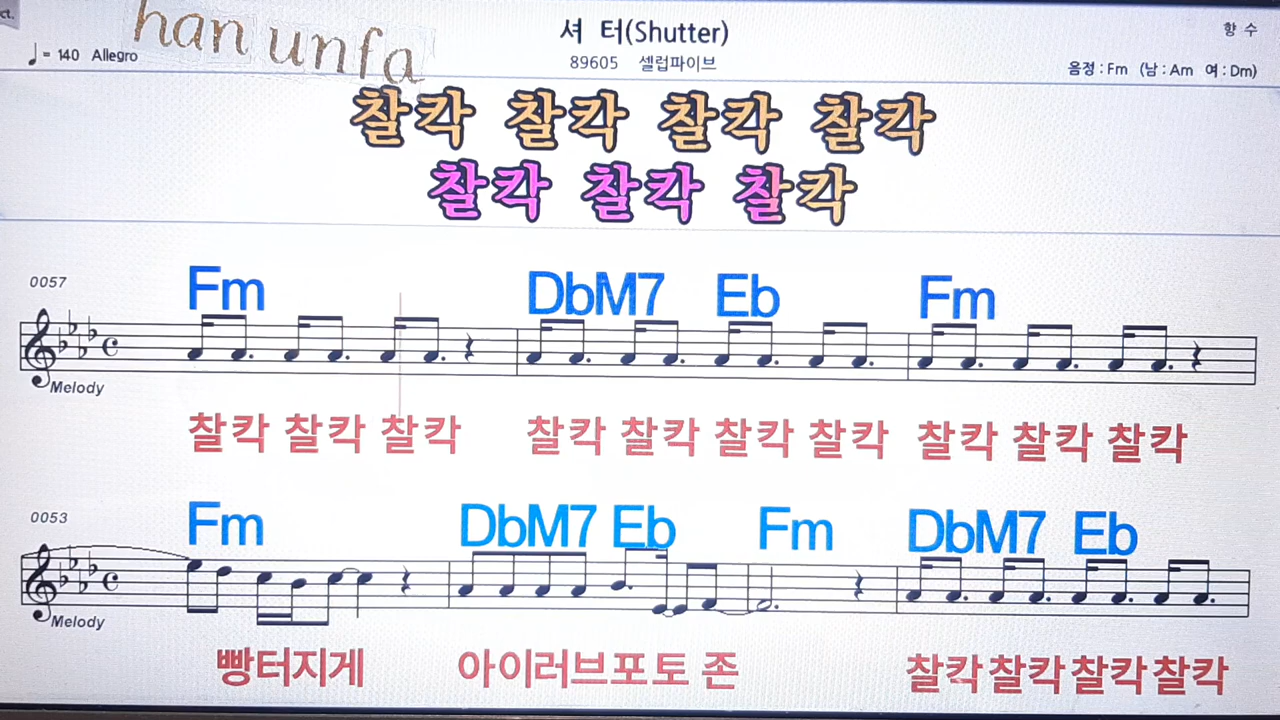 ct.
han unfa
셔 터(Shutter)
향 수
♩= 140 Allegro
89605 셀럽파이브
음정 : Fm (남 : Am 여 : Dm)
찰칵 찰칵 찰칵 찰칵
찰칵 찰칵 찰칵
0057
Fm DbM7 Eb Fm
Melody
찰칵 찰칵 찰칵 찰칵 찰칵 찰칵 찰칵 찰칵 찰칵 찰칵
0053
Fm DbM7 Eb Fm DbM7 Eb
Melody
빵터지게 아이러브포토 존 찰칵 찰칵 찰칵 찰칵